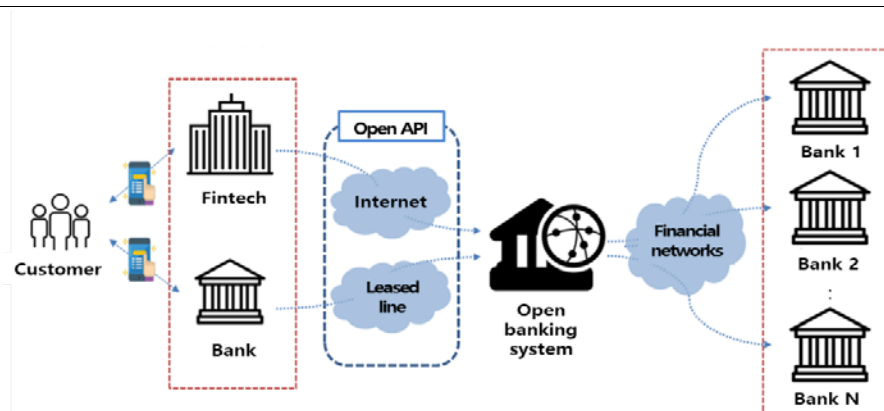 Customer
Fintech
Bank
Open API
Internet
Leased
line
Open
banking
system
Financial
networks
Bank 1
Bank 2
:
Bank N